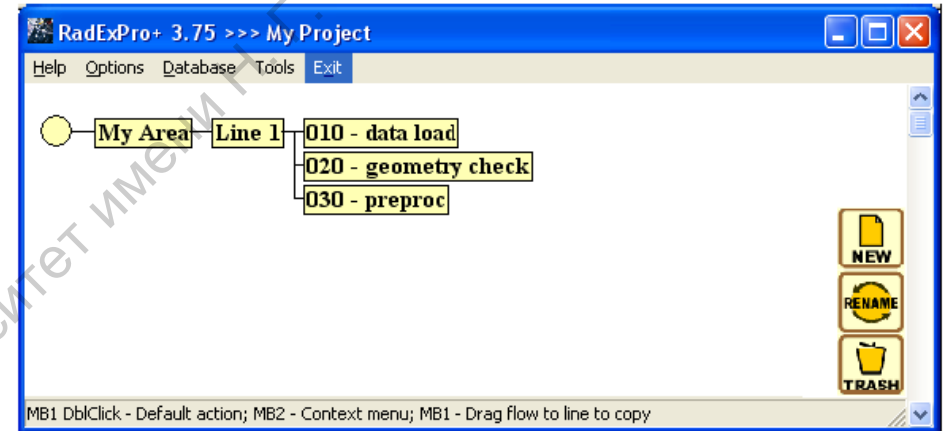 RadExPro+ 3.75 >>> My Project
Help Options Database Tools Exit
My Area Line 1 010 - data load
020 - geometry check
030 - preproc
NEW
RENAME
TRASH
MB1 DblClick - Default action; MB2 - Context menu; MB1 - Drag flow to line to copy
имени Н. Г.